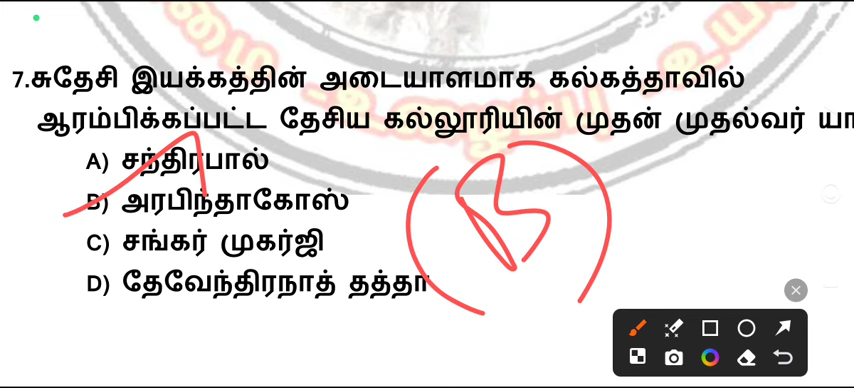 7.சுதேசி இயக்கத்தின் அடையாளமாக கல்கத்தாவில்
ஆரம்பிக்கப்பட்ட தேசிய கல்லூரியின் முதன் முதல்வர் யா
A) சந்திரபால்
B) அரபிந்தாகோஸ்
C) சங்கர் முகர்ஜி
D) தேவேந்திரநாத் தத்தா
B